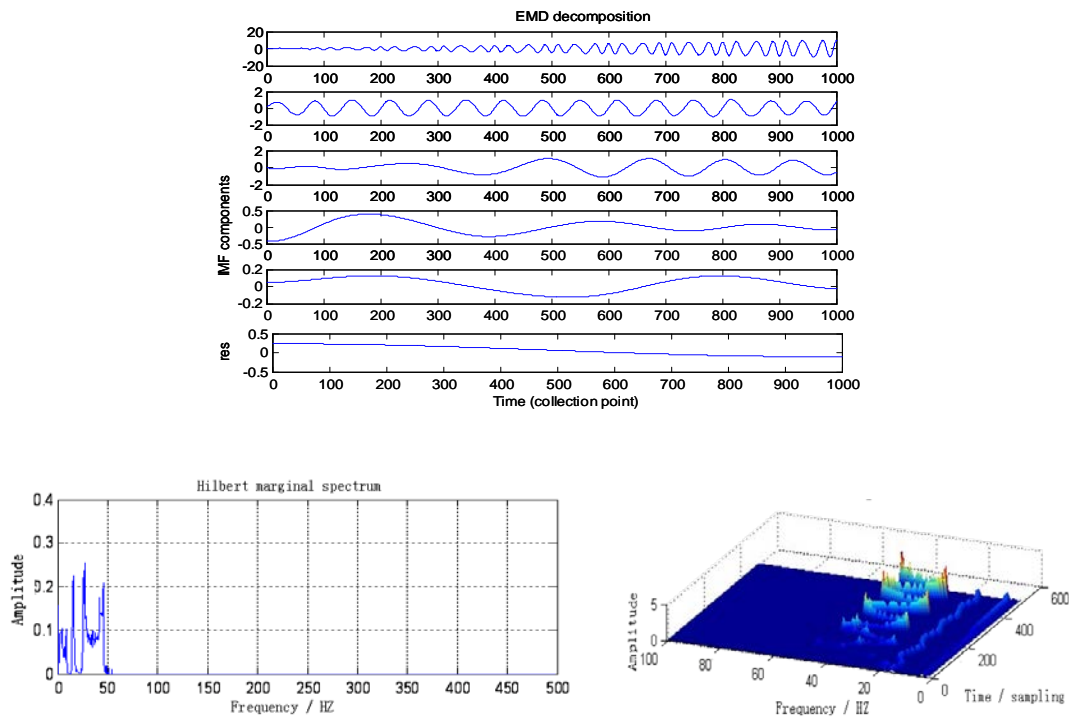 EMD decomposition
20
0
-20
0 100 200 300 400 500 600 700 800 900 1000
2
0
-2
0 100 200 300 400 500 600 700 800 900 1000
2
0
-2
0 100 200 300 400 500 600 700 800 900 1000
IMF components
0.5
0
-0.5
0 100 200 300 400 500 600 700 800 900 1000
0.2
0
-0.2
0 100 200 300 400 500 600 700 800 900 1000
res
0.5
0
-0.5
0 100 200 300 400 500 600 700 800 900 1000
Time (collection point)
Hilbert marginal spectrum
Amplitude
0.4
0.3
0.2
0.1
0
0 50 100 150 200 250 300 350 400 450 500
Frequency / HZ
Amplitude
5
0
100 80 60 40 20 0
Frequency / HZ
0 200 400 600
Time / sampling